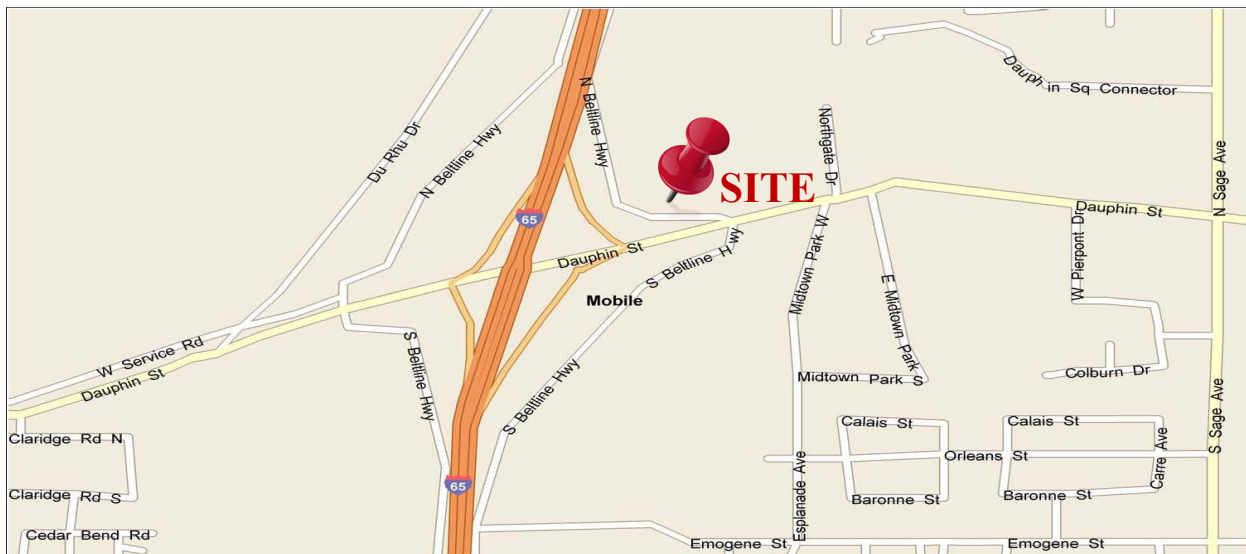 Dauphin Sq Connector
N Beltline Hwy
Du Rhu Dr
N Beltline Hwy
Northgate Dr
N Sage Ave
SITE
65
Dauphin St
Dauphin St
Midtown Park W
W Pierpont Dr
S Beltline Hwy
E Midtown Park
Mobile
W Service Rd
S Beltline Hwy
Dauphin St
Midtown Park S
Colburn Dr
S Beltline Hwy
S Sage Ave
Calais St
Calais St
Claridge Rd N
Orleans St
Carre Ave
65
Claridge Rd S
Baronne St
Baronne St
Esplanade Ave
Cedar Bend Rd
Emogene St
Emogene St